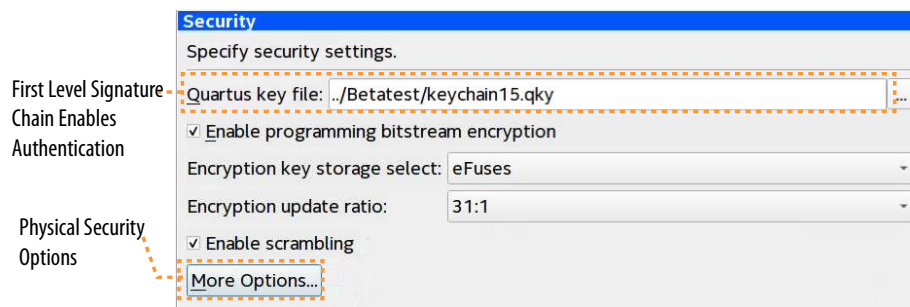 Security
Specify security settings.
First Level Signature
Chain Enables
Authentication
Quartus key file: ../Betatest/keychain15.qky ...
Enable programming bitstream encryption
Encryption key storage select: eFuses
Encryption update ratio: 31:1
Physical Security
Options
Enable scrambling
More Options...